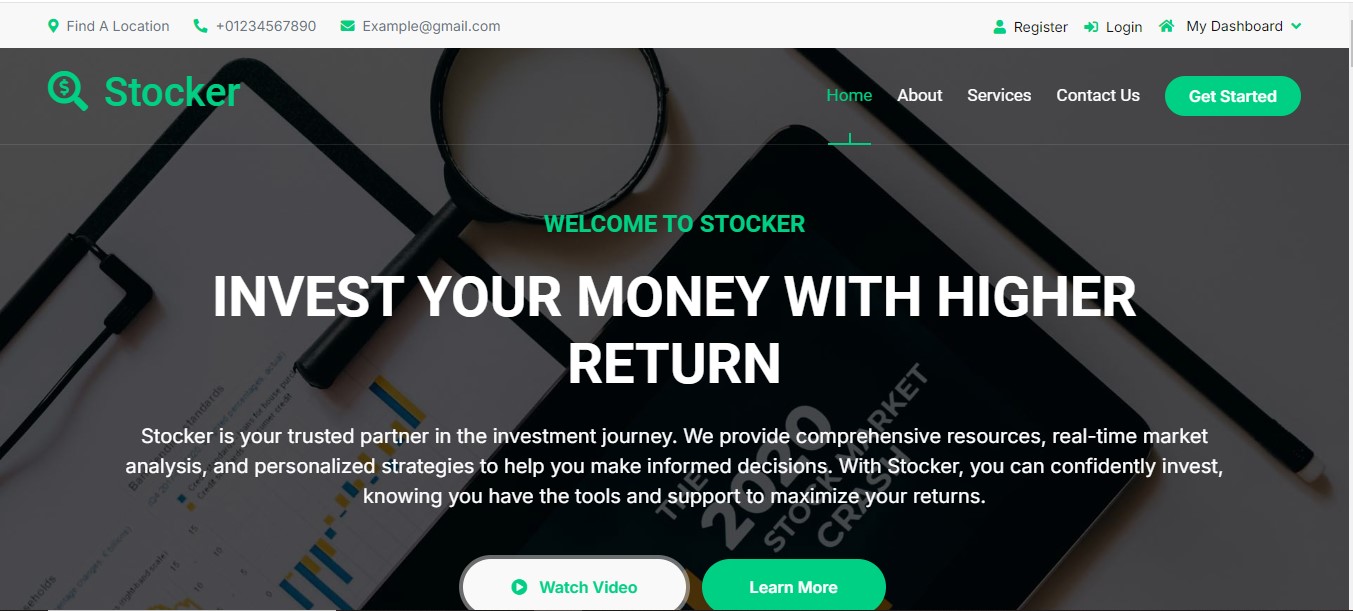 Find A Location +01234567890 Example@gmail.com Register Login My Dashboard
Stocker Home About Services Contact Us Get Started
WELCOME TO STOCKER
INVEST YOUR MONEY WITH HIGHER
RETURN
Stocker is your trusted partner in the investment journey. We provide comprehensive resources, real-time market
analysis, and personalized strategies to help you make informed decisions. With Stocker, you can confidently invest,
knowing you have the tools and support to maximize your returns.
THE
2020
STOCK MARKET
CRASH
Watch Video Learn More